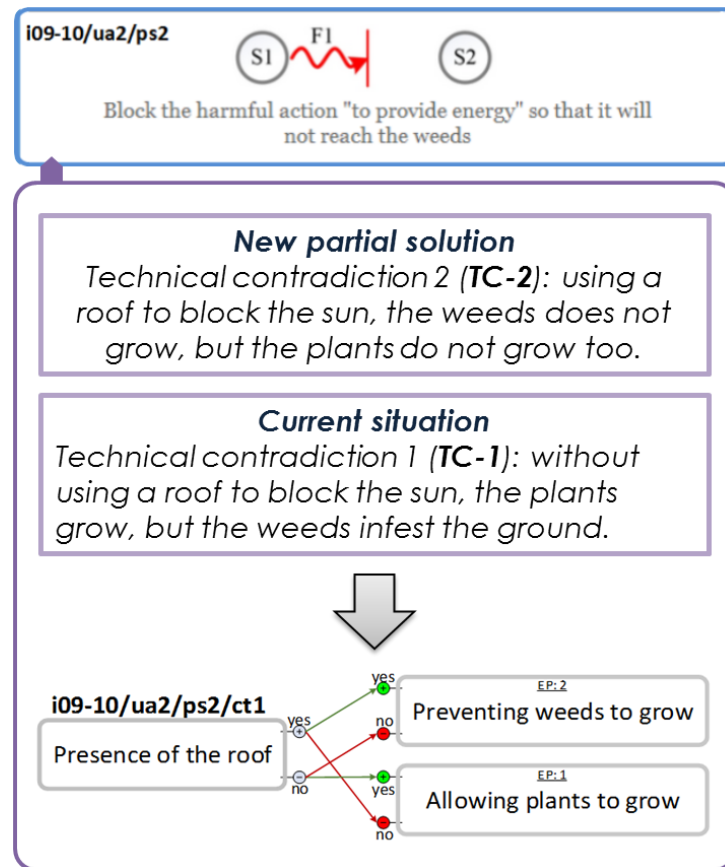 i09-10/ua2/ps2
S1
F1
S2
Block the harmful action "to provide energy" so that it will
not reach the weeds
New partial solution
Technical contradiction 2 (TC-2): using a
roof to block the sun, the weeds does not
grow, but the plants do not grow too.
Current situation
Technical contradiction 1 (TC-1): without
using a roof to block the sun, the plants
grow, but the weeds infest the ground.
i09-10/ua2/ps2/ct1
Presence of the roof
yes
+
−
no
yes
+
no
−
EP: 2
Preventing weeds to grow
+
yes
−
no
EP: 1
Allowing plants to grow